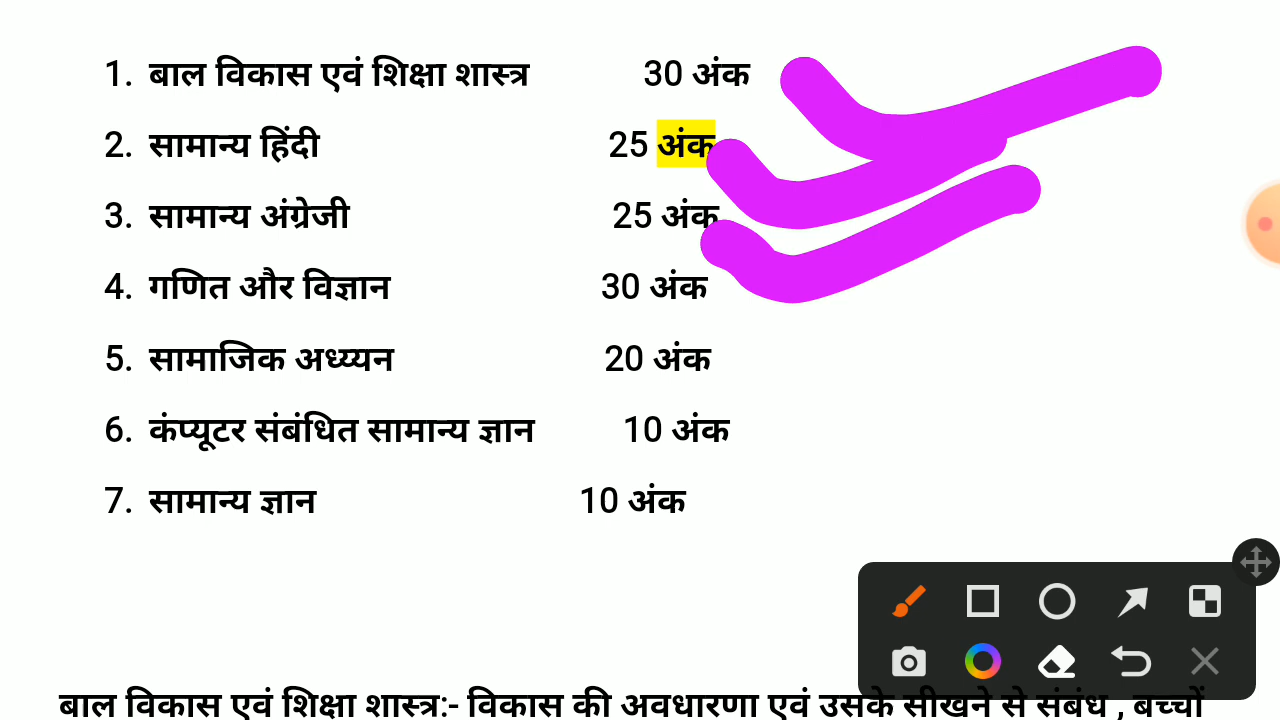 1. बाल विकास एवं शिक्षा शास्त्र 30 अंक
2. सामान्य हिंदी 25 अंक
3. सामान्य अंग्रेजी 25 अंक
4. गणित और विज्ञान 30 अंक
5. सामाजिक अध्य्यन 20 अंक
6. कंप्यूटर संबंधित सामान्य ज्ञान 10 अंक
7. सामान्य ज्ञान 10 अंक
बाल विकास एवं शिक्षा शास्त्र:- विकास की अवधारणा एवं उसके सीखने से संबंध , बच्चों